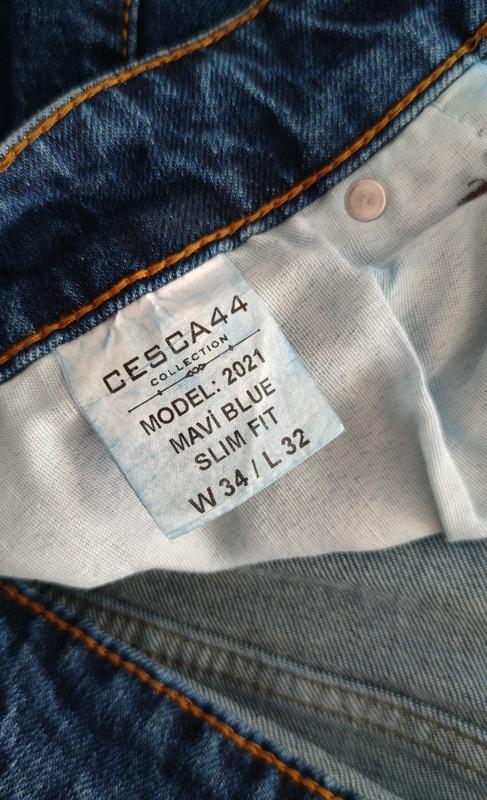 CESCA44
COLLECTION
MODEL: 2021
MAVİ BLUE
SLIM FIT
W 34 / L 32